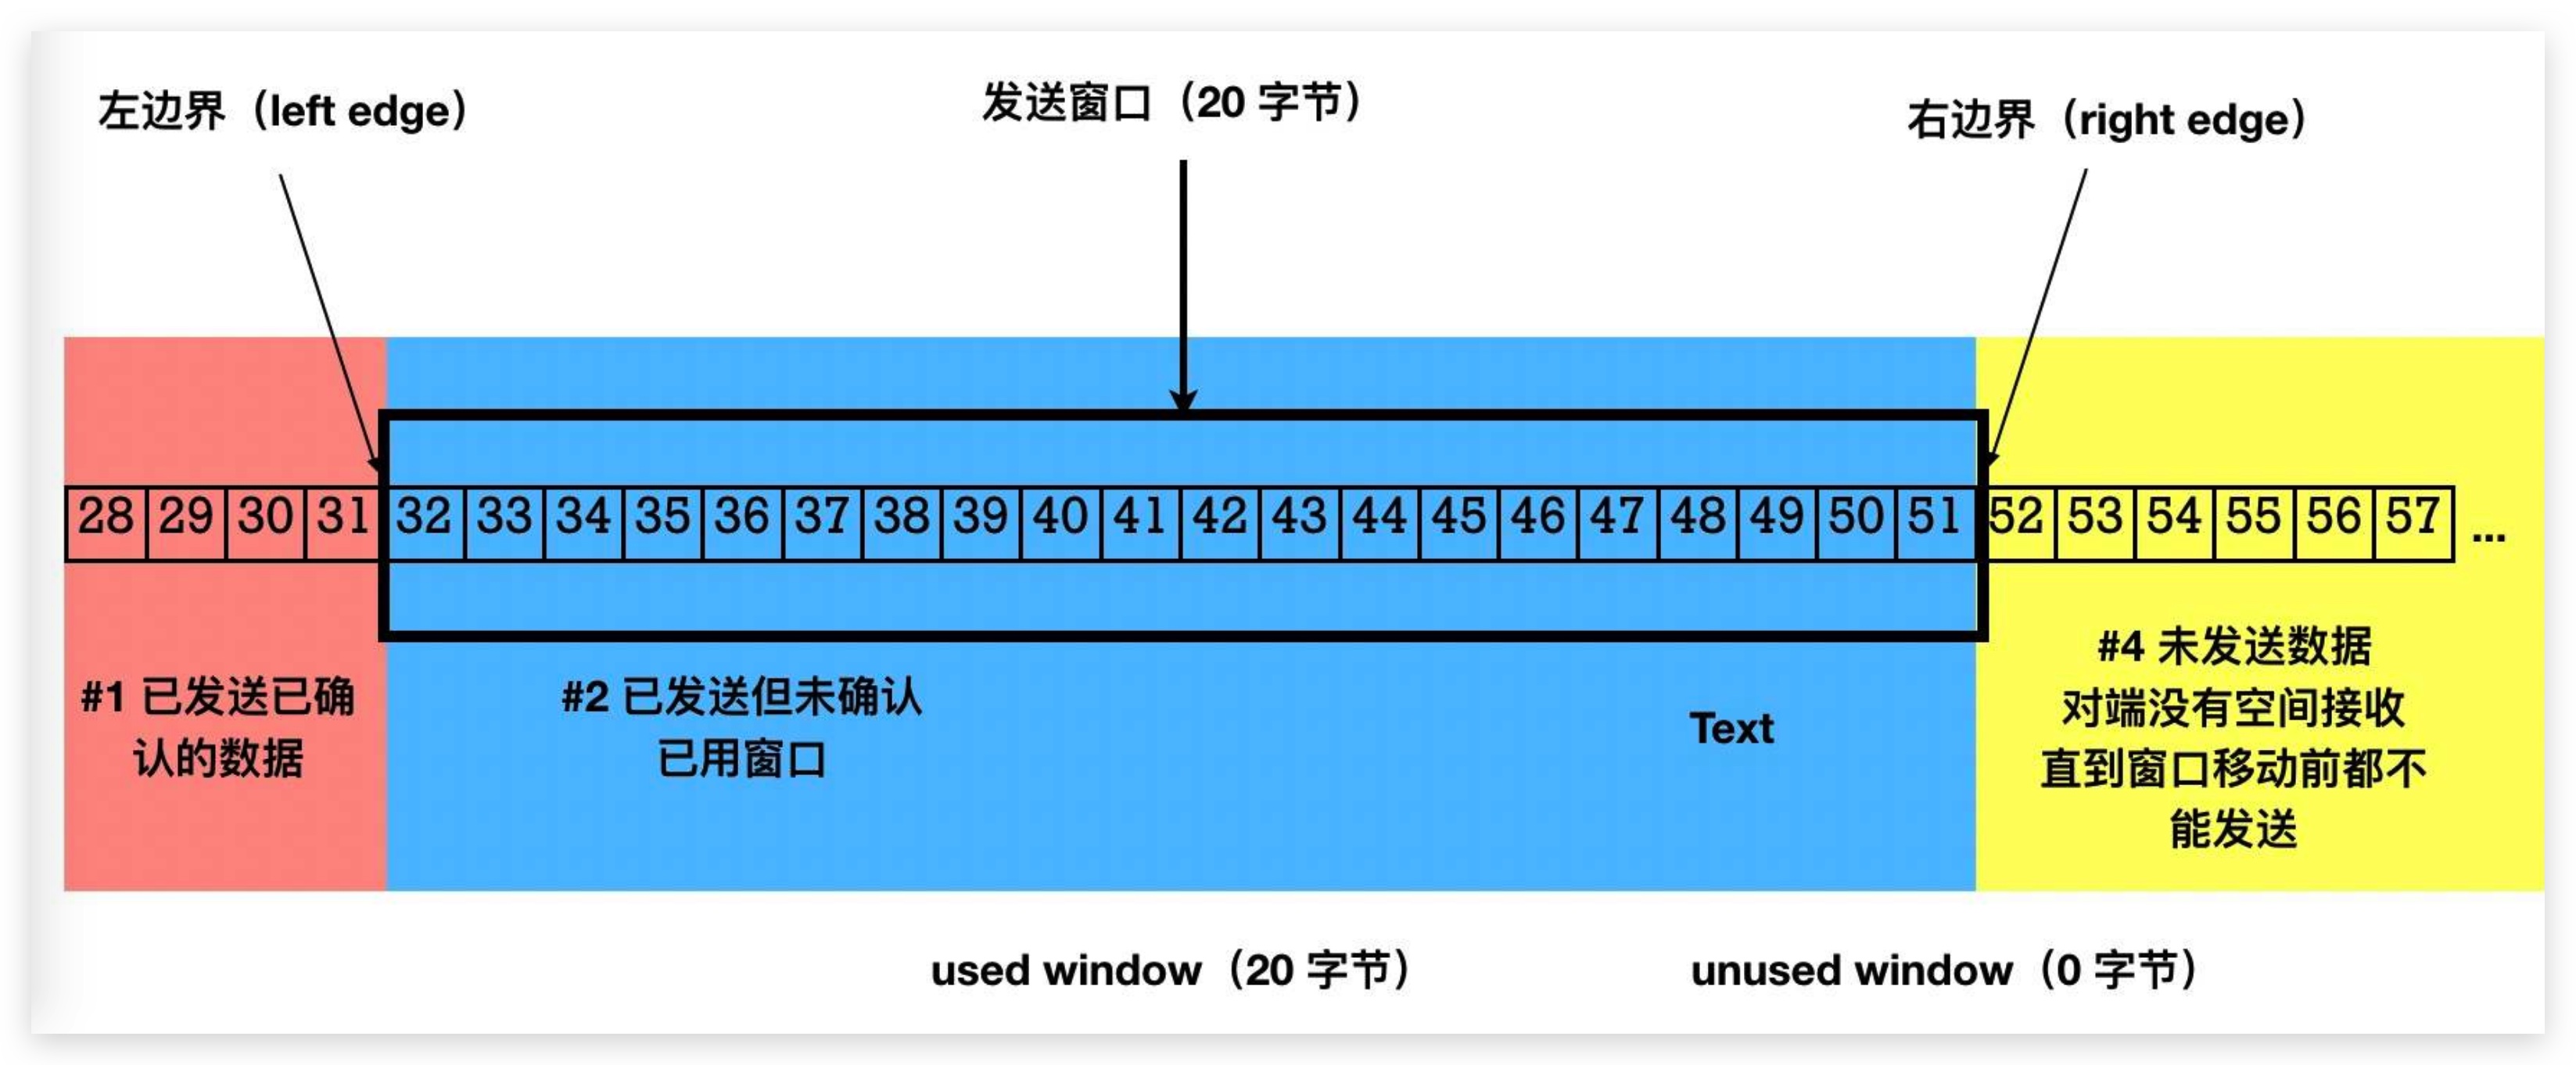 左边界（left edge）
发送窗口（20 字节）
右边界（right edge）
28 29 30 31 32 33 34 35 36 37 38 39 40 41 42 43 44 45 46 47 48 49 50 51 52 53 54 55 56 57 ...
#1 已发送已确
认的数据
#2 已发送但未确认
已用窗口
Text
#4 未发送数据
对端没有空间接收
直到窗口移动前都不
能发送
used window（20 字节）
unused window（0 字节）